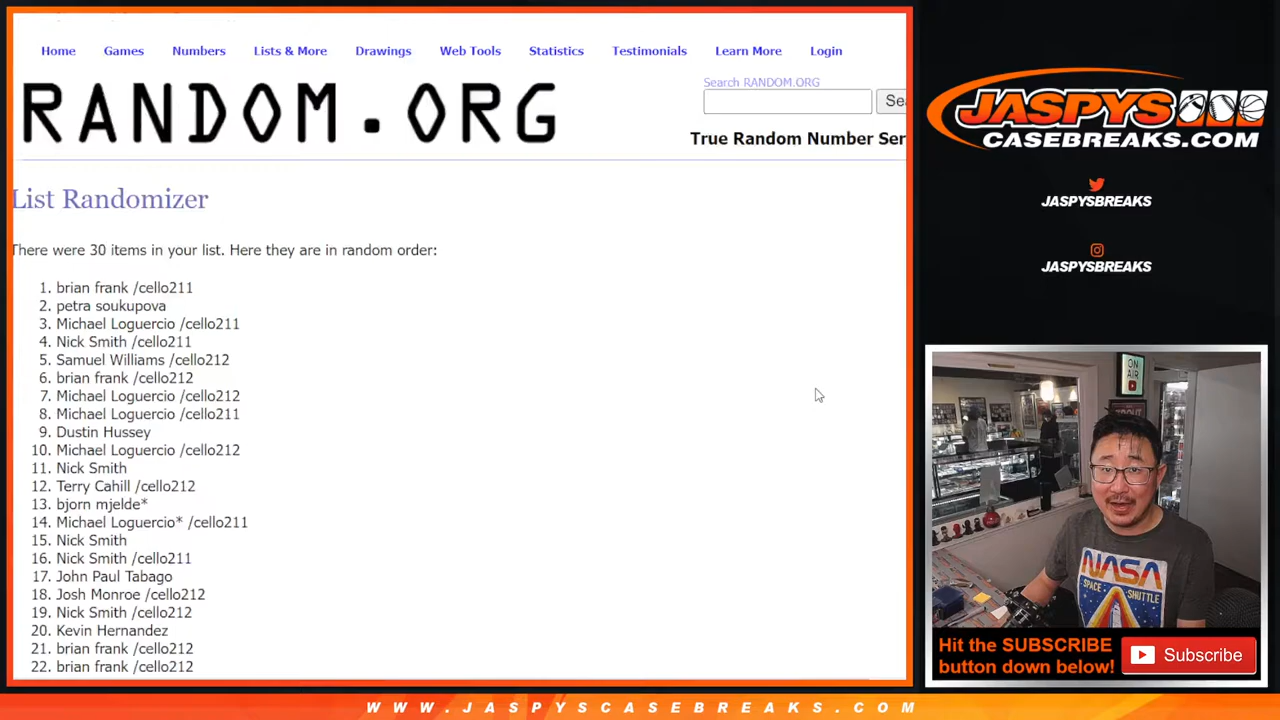 Home Games Numbers Lists & More Drawings Web Tools Statistics Testimonials Learn More Login
Search RANDOM.ORG
RANDOM.ORG
True Random Number Ser
List Randomizer
There were 30 items in your list. Here they are in random order:
1. brian frank /cello211
2. petra soukupova
3. Michael Loguercio /cello211
4. Nick Smith /cello211
5. Samuel Williams /cello212
6. brian frank /cello212
7. Michael Loguercio /cello212
8. Michael Loguercio /cello211
9. Dustin Hussey
10. Michael Loguercio /cello212
11. Nick Smith
12. Terry Cahill /cello212
13. bjorn mjelde*
14. Michael Loguercio* /cello211
15. Nick Smith
16. Nick Smith /cello211
17. John Paul Tabago
18. Josh Monroe /cello212
19. Nick Smith /cello212
20. Kevin Hernandez
21. brian frank /cello212
22. brian frank /cello212
JASPYS
CASEBREAKS.COM
JASPYSBREAKS
JASPYSBREAKS
ON
AIR
NASA
SPACE SHUTTLE
Hit the SUBSCRIBE
button down below!
Subscribe
WWW.JASPYSCASEBREAKS.COM